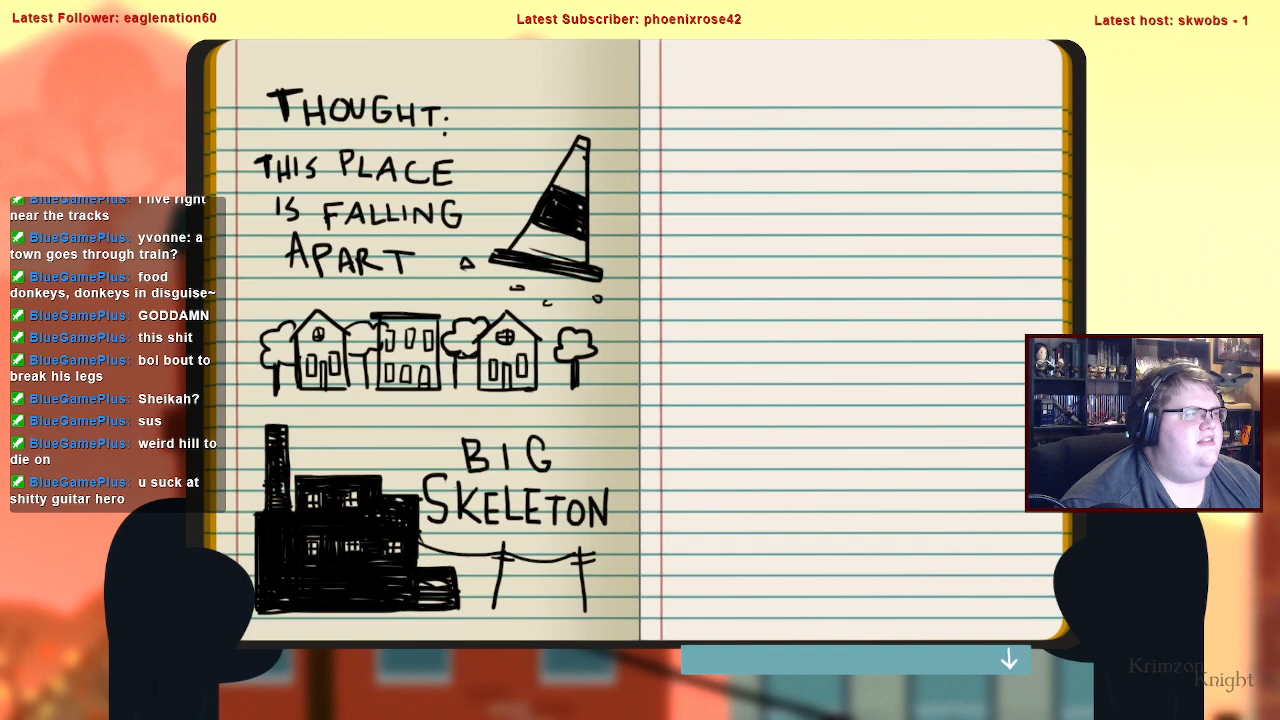 Latest Follower: eaglenation60
Latest Subscriber: phoenixrose42
Latest host: skwobs - 1
THOUGHT:
THIS PLACE
IS FALLING
APART
BIG
SKELETON
BlueGamePlus: I live right
near the tracks
BlueGamePlus: yvonne: a
town goes through train?
BlueGamePlus: food
donkeys, donkeys in disguise~
BlueGamePlus: GODDAMN
BlueGamePlus: this shit
BlueGamePlus: boi bout to
break his legs
BlueGamePlus: Sheikah?
BlueGamePlus: sus
BlueGamePlus: weird hill to
die on
BlueGamePlus: u suck at
shitty guitar hero
Krimzon
Knight